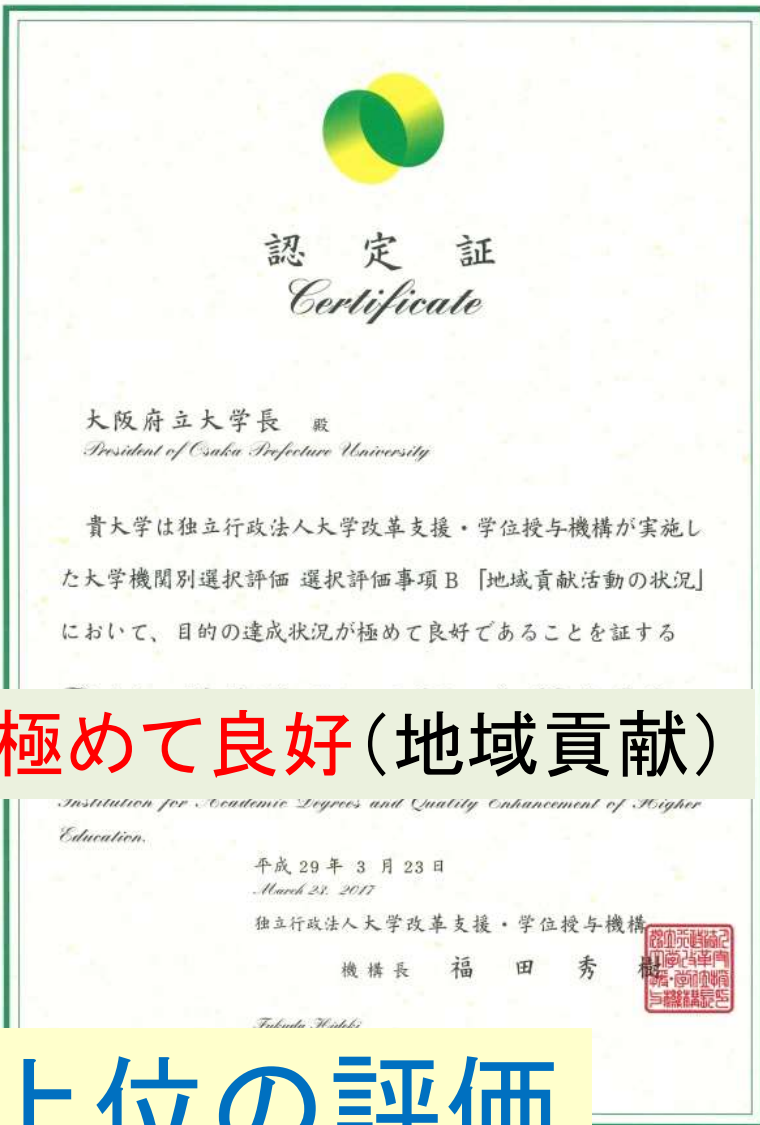 認定証
Certificate
大阪府立大学長 殿
President of Osaka Prefecture University
貴大学は独立行政法人大学改革支援・学位授与機構が実施し
た大学機関別選択評価 選択評価事項B「地域貢献活動の状況」
において、目的の達成状況が極めて良好であることを証する
極めて良好(地域貢献)
Institution for Academic Degrees and Quality Enhancement of Higher
Education.
平成 29 年 3 月 23 日
March 23. 2017
独立行政法人大学改革支援・学位授与機構
機構長 福田秀樹
Fukuda Hideki
上位の評価